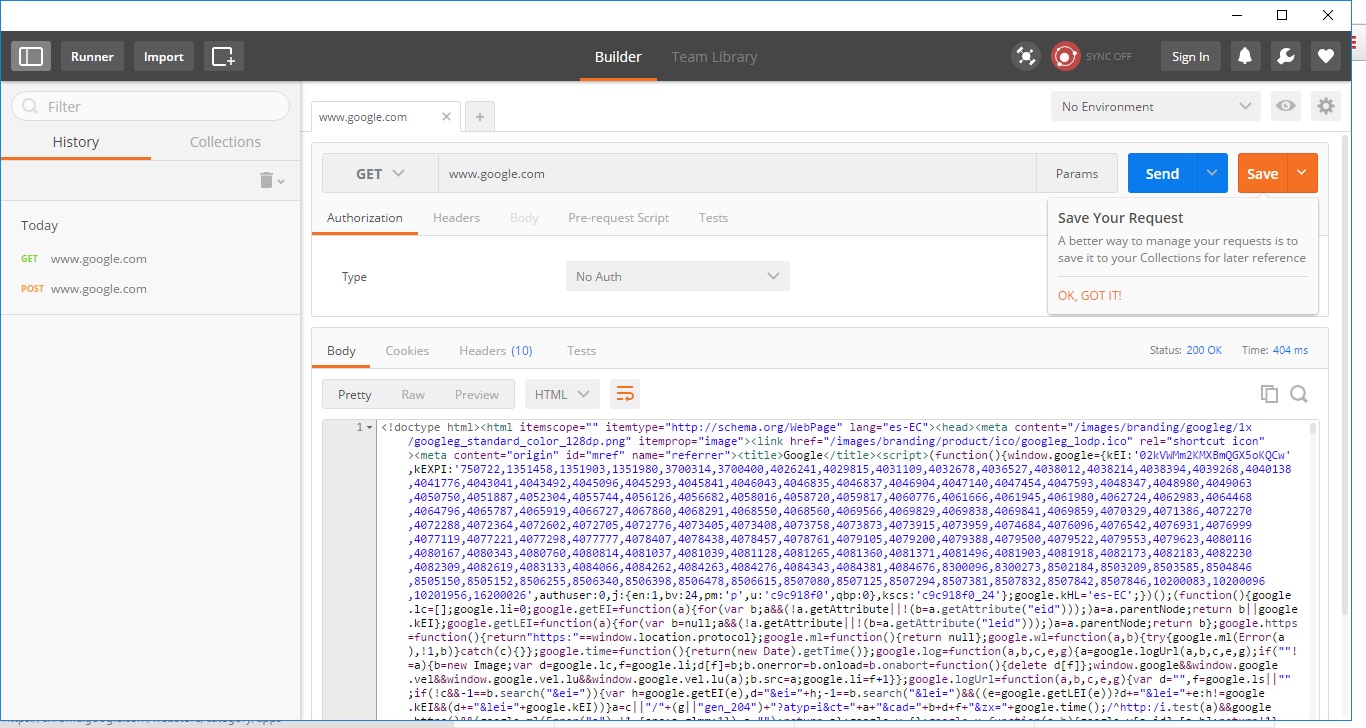 Runner
Import
Builder
Team Library
SYNC OFF
Sign In
Filter
History
Collections
Today
GET www.google.com
POST www.google.com
www.google.com
No Environment
GET
www.google.com
Params
Send
Save
Authorization
Headers
Body
Pre-request Script
Tests
Save Your Request
A better way to manage your requests is to
save it to your Collections for later reference
OK, GOT IT!
Type
No Auth
Body
Cookies
Headers (10)
Tests
Status: 200 OK
Time: 404 ms
Pretty
Raw
Preview
HTML
1
<!doctype html><html itemscope="" itemtype="http://schema.org/WebPage" lang="es-EC"><head><meta content="/images/branding/googleg/1x
/googleg_standard_color_128dp.png" itemprop="image"><link href="/images/branding/product/ico/googleg_lodp.ico" rel="shortcut icon"
><meta content="origin" id="mref" name="referrer"><title>Google</title><script>(function(){window.google={kEI:'02kVWMm2KMXBmQGX5oKQCw'
,kEXPI:'750722,1351458,1351903,1351980,3700314,3700400,4026241,4029815,4031109,4032678,4036527,4038012,4038214,4038394,4039268,4040138
,4041776,4043041,4043492,4045096,4045293,4045841,4046043,4046835,4046837,4046904,4047140,4047454,4047593,4048347,4048980,4049063
,4050750,4051887,4052304,4055744,4056126,4056682,4058016,4058720,4059817,4060776,4061666,4061945,4061980,4062724,4062983,4064468
,4064796,4065787,4065919,4066727,4067860,4068291,4068550,4068560,4069566,4069829,4069838,4069841,4069859,4070329,4071386,4072270
,4072288,4072364,4072602,4072705,4072776,4073405,4073408,4073758,4073873,4073915,4073959,4074684,4076096,4076542,4076931,4076999
,4077119,4077221,4077298,4077777,4078407,4078438,4078457,4078761,4079105,4079200,4079388,4079500,4079522,4079553,4079623,4080116
,4080167,4080343,4080760,4080814,4081037,4081039,4081128,4081265,4081360,4081371,4081496,4081903,4081918,4082173,4082183,4082230
,4082309,4082619,4083133,4084066,4084262,4084263,4084276,4084343,4084381,4084676,8300096,8300273,8502184,8503209,8503585,8504846
,8505150,8505152,8506255,8506340,8506398,8506478,8506615,8507080,8507125,8507294,8507381,8507832,8507842,8507846,10200083,10200096
,10201956,16200026',authuser:0,j:{en:1,bv:24,pm:'p',u:'c9c918f0',qbp:0},kscs:'c9c918f0_24'};google.kHL='es-EC';})();(function(){google
.lc=[];google.li=0;google.getEI=function(a){for(var b;a&&(!a.getAttribute||!(b=a.getAttribute("eid")));)a=a.parentNode;return b||google
.kEI};google.getLEI=function(a){for(var b=null;a&&(!a.getAttribute||!(b=a.getAttribute("leid")));)a=a.parentNode;return b};google.https
=function(){return"https:"==window.location.protocol};google.ml=function(){return null};google.wl=function(a,b){try{google.ml(Error(a
),!1,b)}catch(c){}};google.time=function(){return(new Date).getTime()};google.log=function(a,b,c,e,g){a=google.logUrl(a,b,c,e,g);if(""!
=a){b=new Image;var d=google.lc,f=google.li;d[f]=b;b.onerror=b.onload=b.onabort=function(){delete d[f]};window.google&&window.google
.vel&&window.google.vel.lu&&window.google.vel.lu(a);b.src=a;google.li=f+1}};google.logUrl=function(a,b,c,e,g){var d="",f=google.ls||""
;if(!c&&-1==b.search("&ei=")){var h=google.getEI(e),d="&ei="+h;-1==b.search("&lei=")&&((e=google.getLEI(e))?d+="&lei="+e:h!=google
.kEI&&(d+="&lei="+google.kEI))}a=c||"/"+(g||"gen_204")+"?atyp=i&ct="+a+"&cad="+b+d+f+"&zx="+google.time();/^http:/i.test(a)&&google